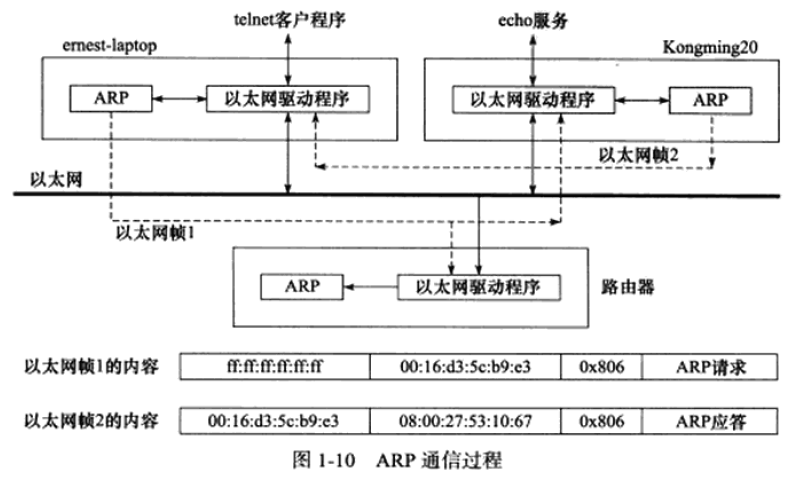 telnet客户程序 echo服务
ernest-laptop Kongming20
ARP 以太网驱动程序 以太网驱动程序 ARP
以太网帧2
以太网
以太网帧1
ARP 以太网驱动程序 路由器
以太网帧1的内容 ff:ff:ff:ff:ff:ff 00:16:d3:5c:b9:e3 0x806 ARP请求
以太网帧2的内容 00:16:d3:5c:b9:e3 08:00:27:53:10:67 0x806 ARP应答
图 1-10 ARP 通信过程